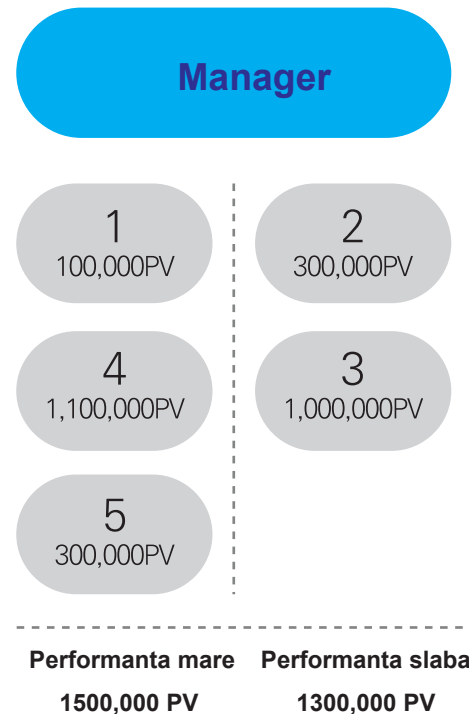 Manager
1
100,000PV
2
300,000PV
4
1,100,000PV
3
1,000,000PV
5
300,000PV
Performanta mare
Performanta slaba
1500,000 PV
1300,000 PV